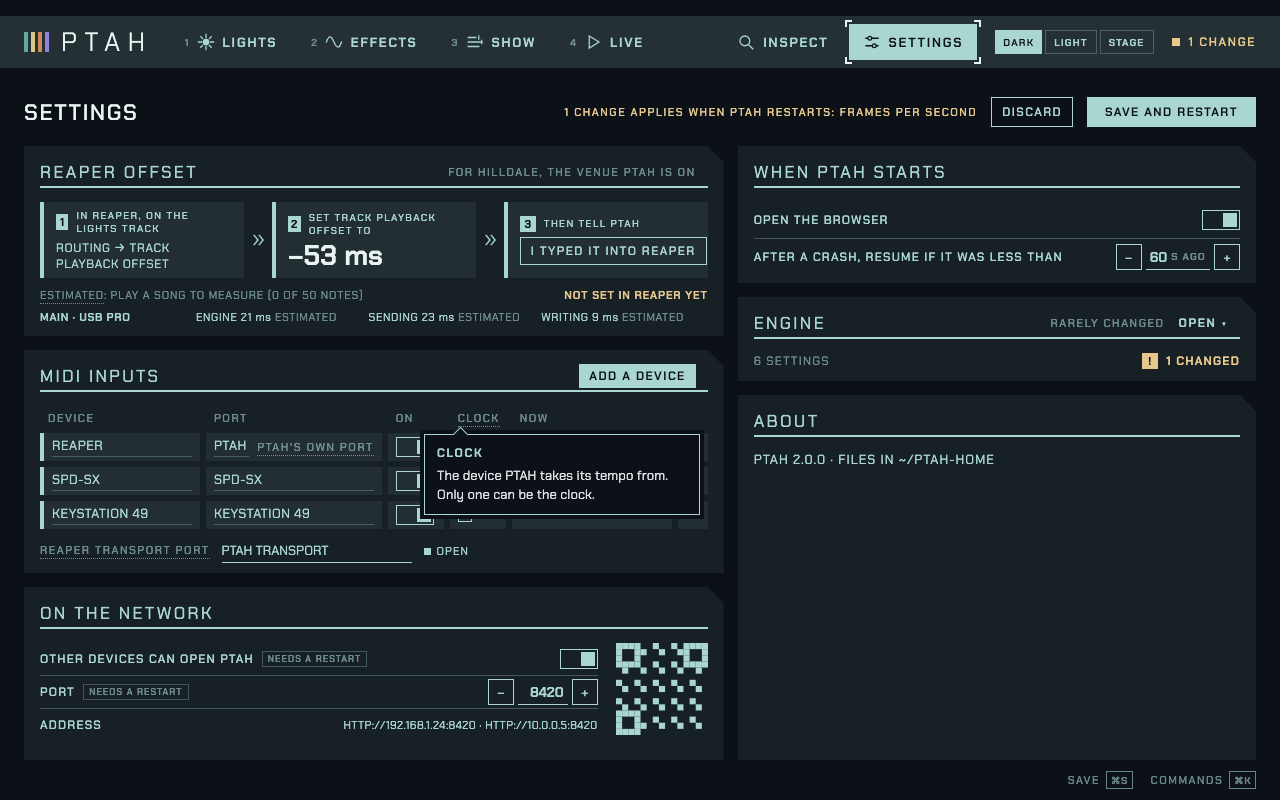 PTAH
1 LIGHTS
2 EFFECTS
3 SHOW
4 LIVE
INSPECT
SETTINGS
DARK
LIGHT
STAGE
1 CHANGE
SETTINGS
1 CHANGE APPLIES WHEN PTAH RESTARTS: FRAMES PER SECOND
DISCARD
SAVE AND RESTART
REAPER OFFSET
FOR HILLDALE, THE VENUE PTAH IS ON
1 IN REAPER, ON THE
LIGHTS TRACK
ROUTING → TRACK
PLAYBACK OFFSET
»
2 SET TRACK PLAYBACK
OFFSET TO
−53 ms
»
3 THEN TELL PTAH
I TYPED IT INTO REAPER
ESTIMATED: PLAY A SONG TO MEASURE (0 OF 50 NOTES)
NOT SET IN REAPER YET
MAIN · USB PRO
ENGINE 21 ms ESTIMATED
SENDING 23 ms ESTIMATED
WRITING 9 ms ESTIMATED
MIDI INPUTS
ADD A DEVICE
DEVICE PORT ON CLOCK NOW
REAPER PTAH PTAH'S OWN PORT
SPD-SX SPD-SX
KEYSTATION 49 KEYSTATION 49
CLOCK
The device PTAH takes its tempo from.
Only one can be the clock.
REAPER TRANSPORT PORT PTAH TRANSPORT OPEN
ON THE NETWORK
OTHER DEVICES CAN OPEN PTAH NEEDS A RESTART
PORT NEEDS A RESTART − 8420 +
ADDRESS HTTP://192.168.1.24:8420 · HTTP://10.0.0.5:8420
WHEN PTAH STARTS
OPEN THE BROWSER
AFTER A CRASH, RESUME IF IT WAS LESS THAN − 60 S AGO +
ENGINE
RARELY CHANGED OPEN ▾
6 SETTINGS
! 1 CHANGED
ABOUT
PTAH 2.0.0 · FILES IN ~/PTAH-HOME
SAVE ⌘S COMMANDS ⌘K